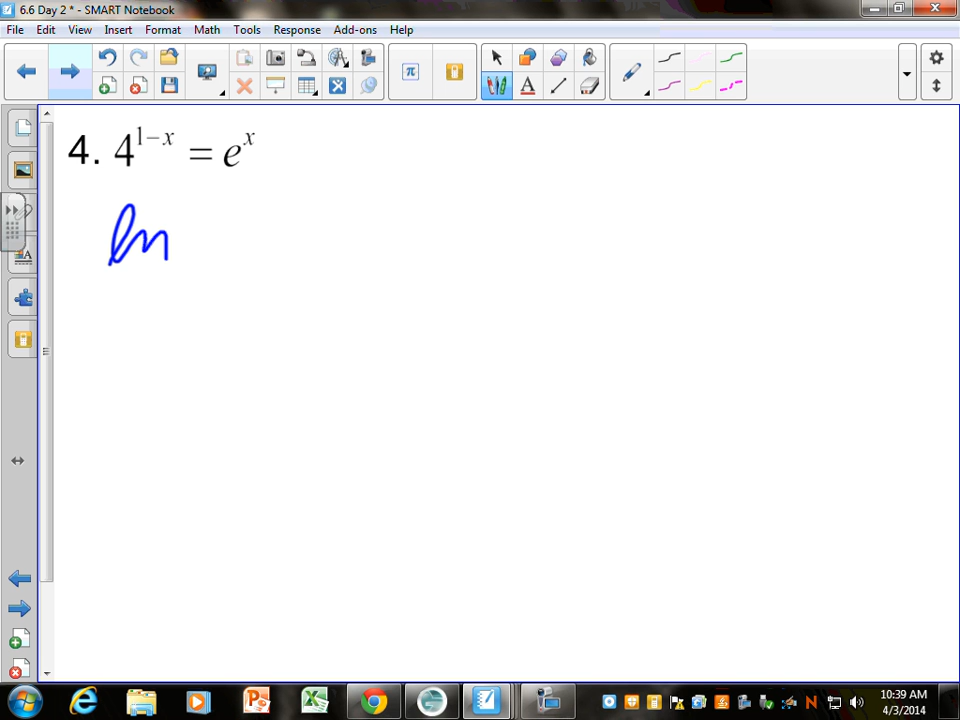 6.6 Day 2 * - SMART Notebook
File Edit View Insert Format Math Tools Response Add-ons Help
4. 4^{1-x} = e^x
ln
10:39 AM
4/3/2014